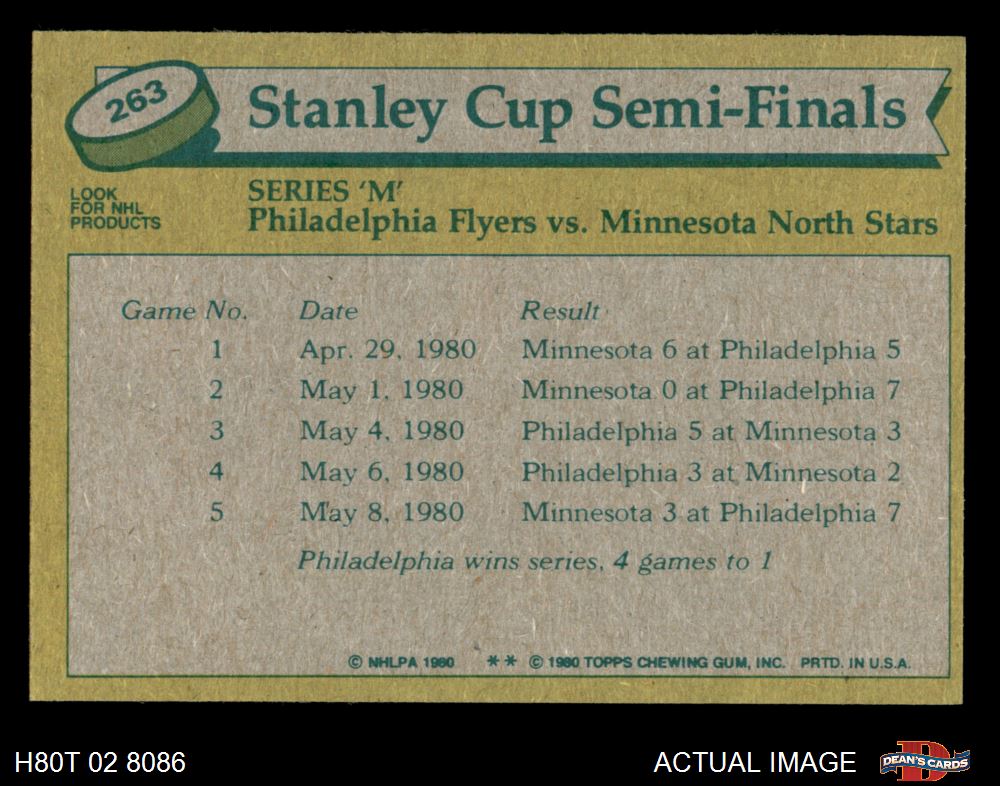 263
Stanley Cup Semi-Finals
LOOK
FOR NHL
PRODUCTS
SERIES 'M'
Philadelphia Flyers vs. Minnesota North Stars
Game No. Date Result
1 Apr. 29, 1980 Minnesota 6 at Philadelphia 5
2 May 1, 1980 Minnesota 0 at Philadelphia 7
3 May 4, 1980 Philadelphia 5 at Minnesota 3
4 May 6, 1980 Philadelphia 3 at Minnesota 2
5 May 8, 1980 Minnesota 3 at Philadelphia 7
Philadelphia wins series, 4 games to 1
© NHLPA 1980 ** © 1980 TOPPS CHEWING GUM, INC. PRTD. IN U.S.A.
H80T 02 8086 ACTUAL IMAGE D DEAN'S CARDS